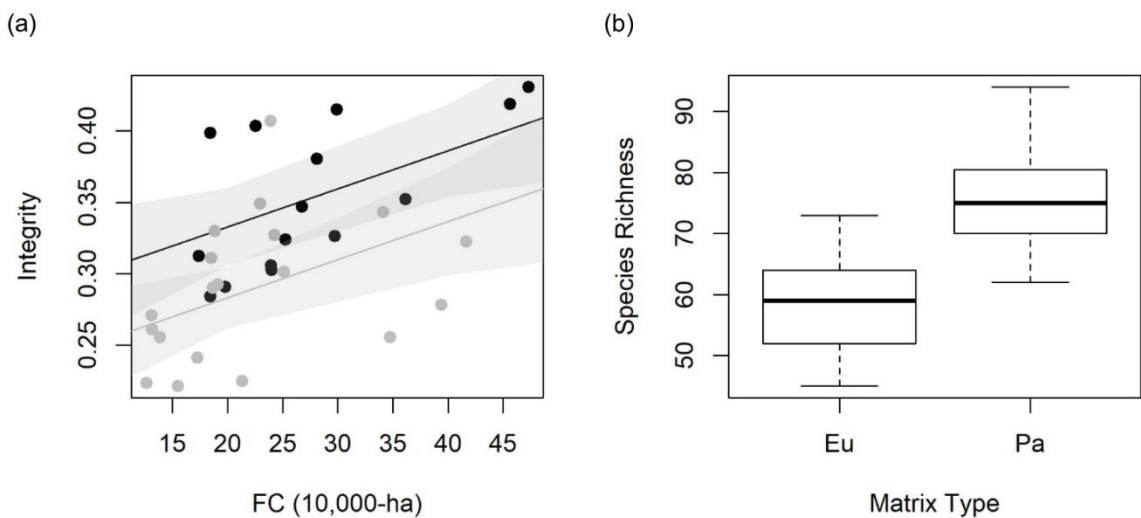 (a)
Integrity
0.40
0.35
0.30
0.25
15 20 25 30 35 40 45
FC (10,000-ha)
(b)
Species Richness
90
80
70
60
50
Eu Pa
Matrix Type